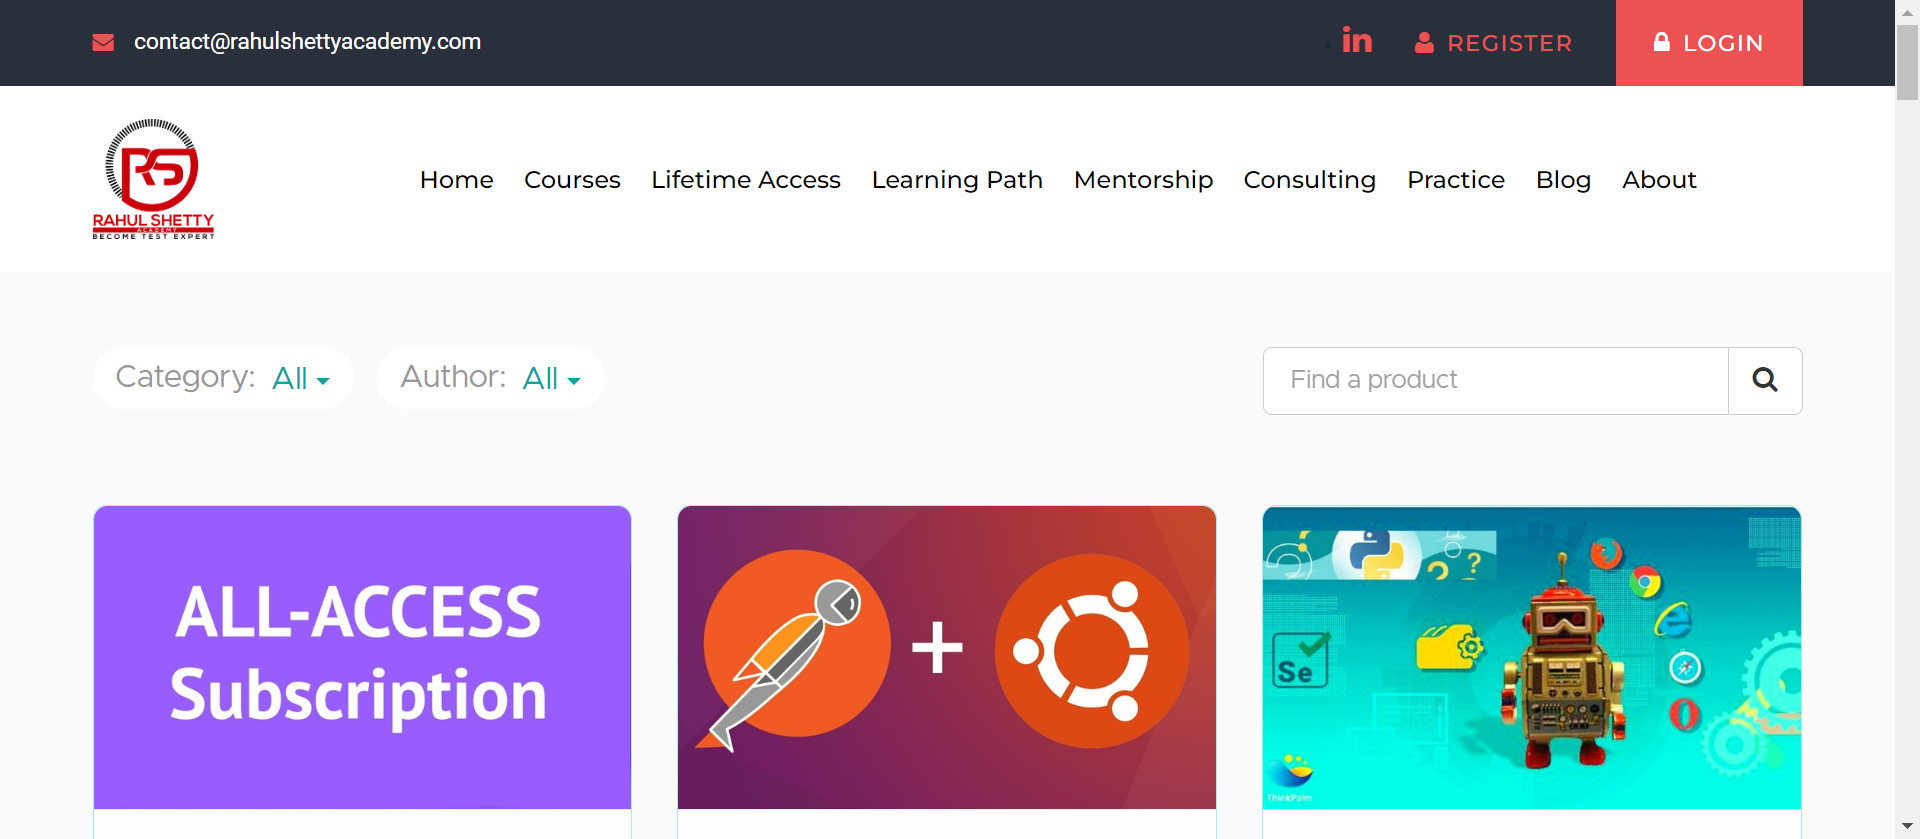 contact@rahulshettyacademy.com
in REGISTER LOGIN
RS
RAHUL SHETTY
ACADEMY
BECOME TEST EXPERT
Home Courses Lifetime Access Learning Path Mentorship Consulting Practice Blog About
Category: All Author: All
Find a product
ALL-ACCESS
Subscription
Se
ThinkPalm